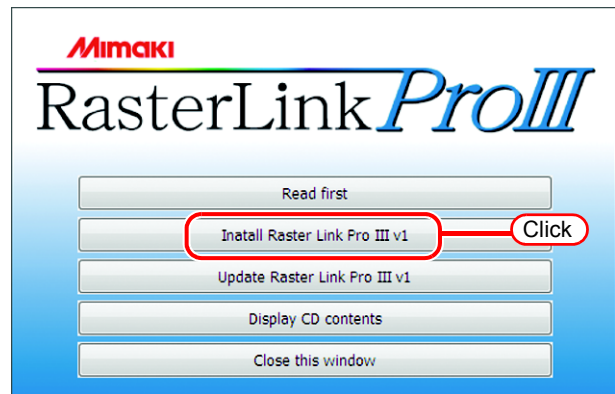 Mimaki
RasterLink ProIII
Read first
Inatall Raster Link Pro III v1
Click
Update Raster Link Pro III v1
Display CD contents
Close this window